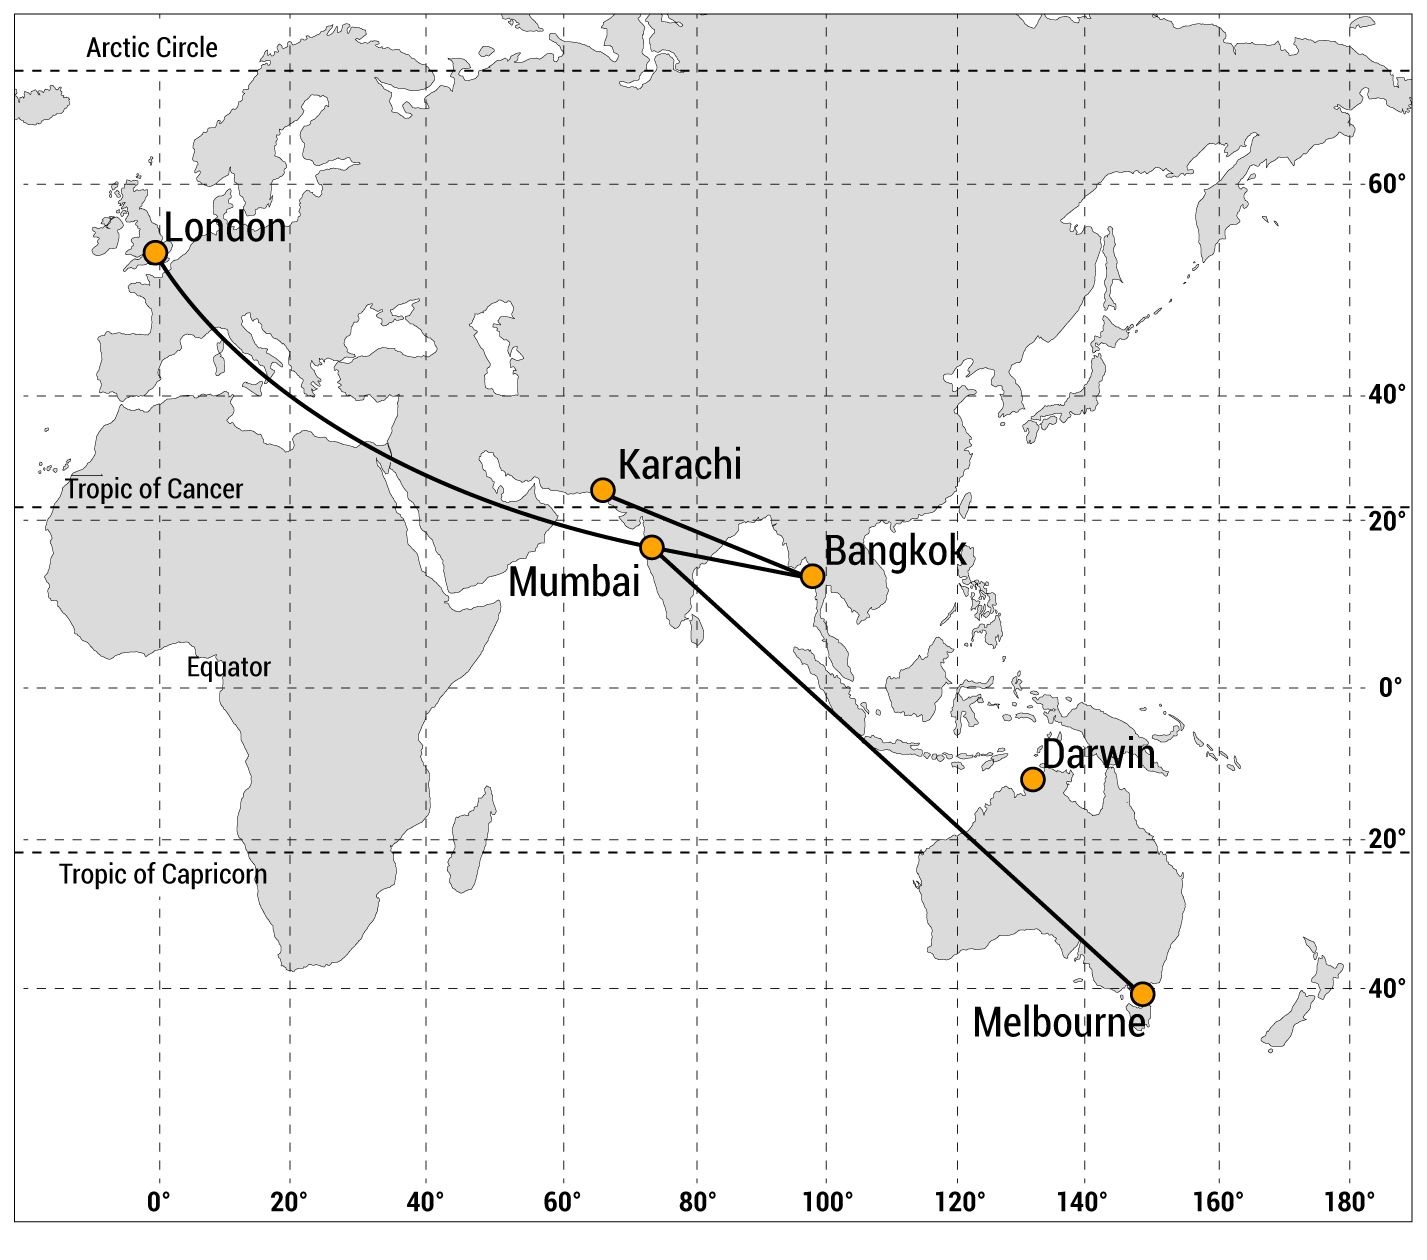 Arctic Circle
60°
London
40°
Karachi
Tropic of Cancer
20°
Bangkok
Mumbai
Equator
0°
Darwin
20°
Tropic of Capricorn
40°
Melbourne
0° 20° 40° 60° 80° 100° 120° 140° 160° 180°